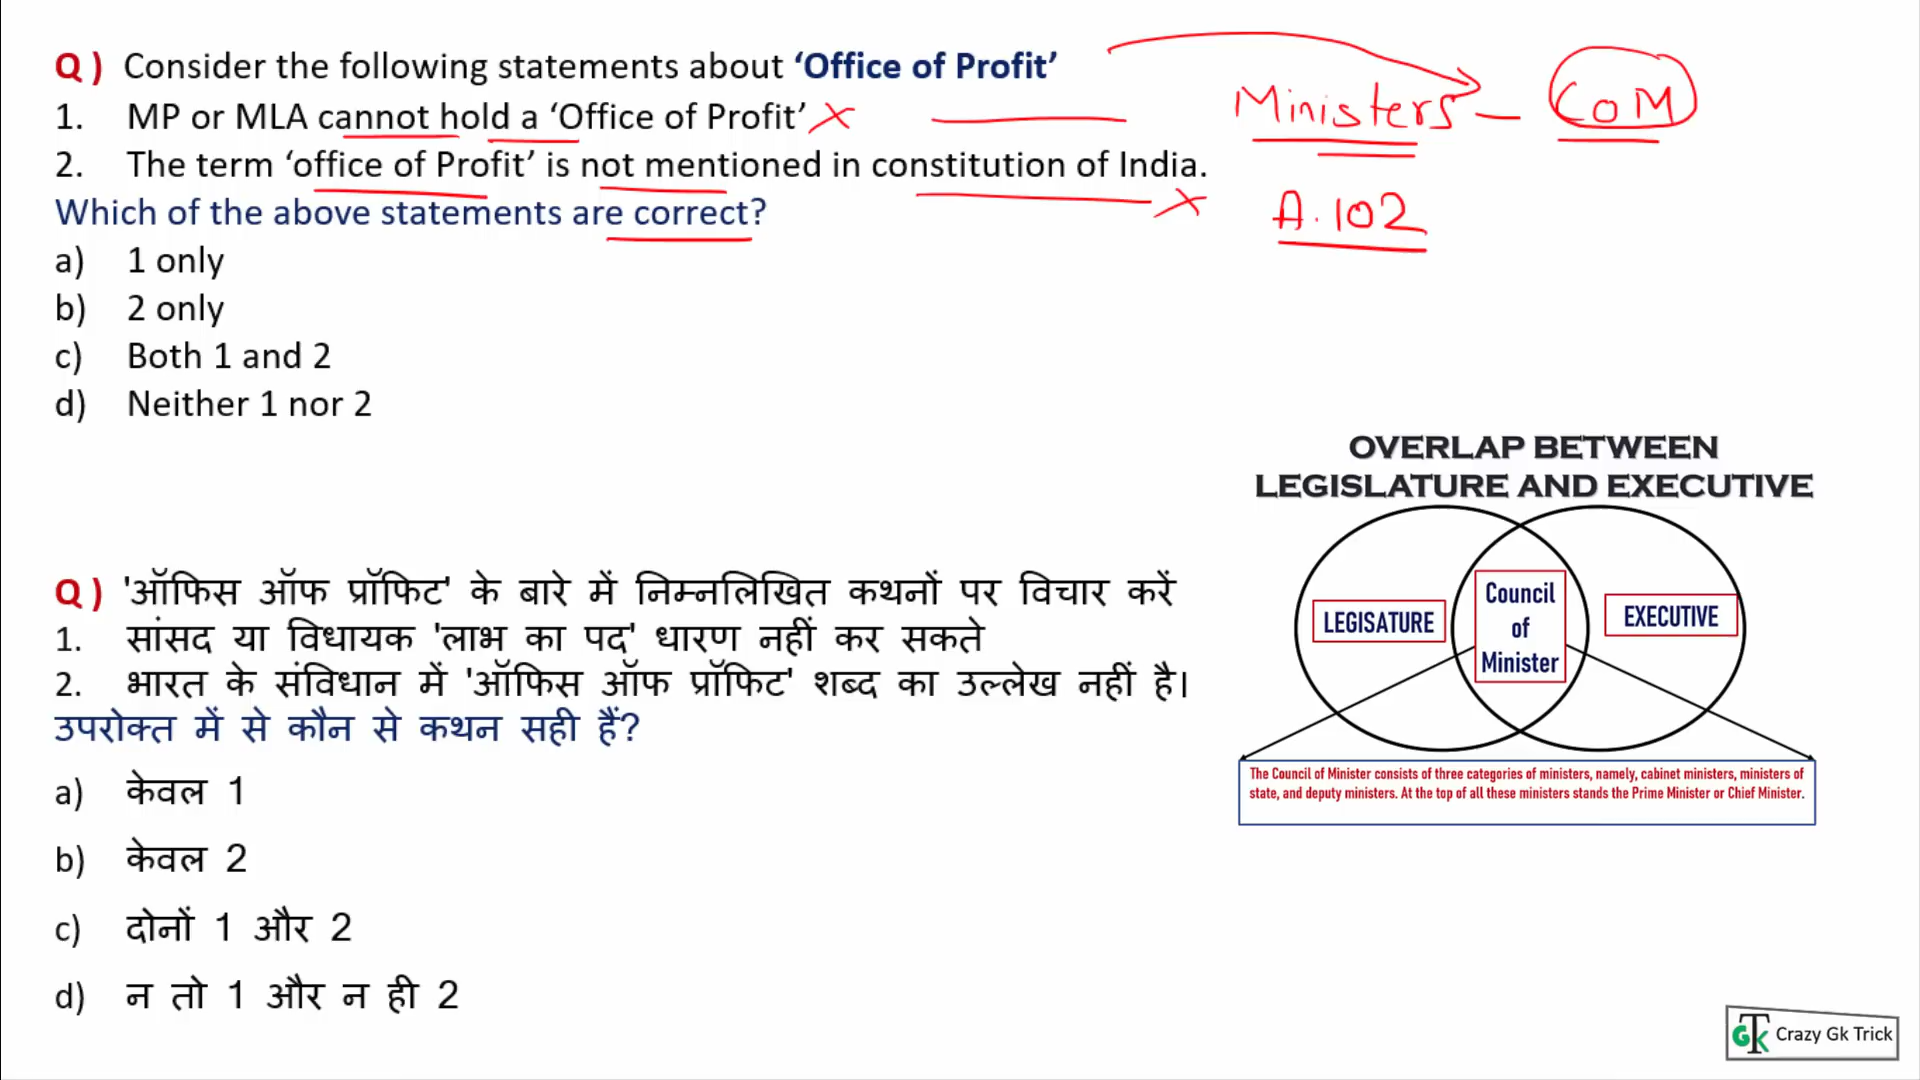 Q ) Consider the following statements about ‘Office of Profit’
1. MP or MLA cannot hold a ‘Office of Profit’ X
Ministers – CoM
2. The term ‘office of Profit’ is not mentioned in constitution of India. X
A.102
Which of the above statements are correct?
a) 1 only
b) 2 only
c) Both 1 and 2
d) Neither 1 nor 2
OVERLAP BETWEEN
LEGISLATURE AND EXECUTIVE
LEGISATURE
Council
of
Minister
EXECUTIVE
The Council of Minister consists of three categories of ministers, namely, cabinet ministers, ministers of
state, and deputy ministers. At the top of all these ministers stands the Prime Minister or Chief Minister.
Q ) 'ऑफिस ऑफ प्रॉफिट' के बारे में निम्नलिखित कथनों पर विचार करें
1. सांसद या विधायक 'लाभ का पद' धारण नहीं कर सकते
2. भारत के संविधान में 'ऑफिस ऑफ प्रॉफिट' शब्द का उल्लेख नहीं है।
उपरोक्त में से कौन से कथन सही हैं?
a) केवल 1
b) केवल 2
c) दोनों 1 और 2
d) न तो 1 और न ही 2
GTK Crazy Gk Trick